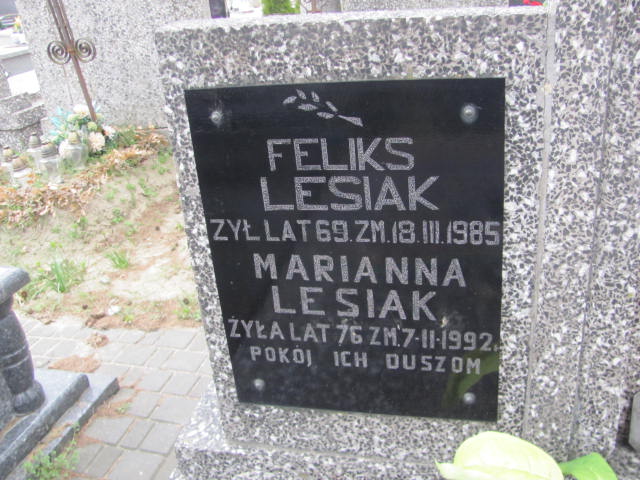 FELIKS
LESIAK
ŻYŁ LAT 69. ZM. 18.III.1985
MARIANNA
LESIAK
ŻYŁA LAT 76 ZM. 7-II-1992.
POKÓJ ICH DUSZOM